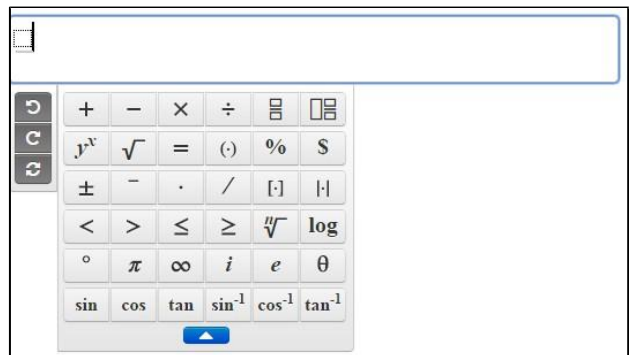 + − × ÷
yˣ √ = (·) % $
± − · / [·] |·|
< > ≤ ≥ ⁿ√ log
° π ∞ i e θ
sin cos tan sin⁻¹ cos⁻¹ tan⁻¹